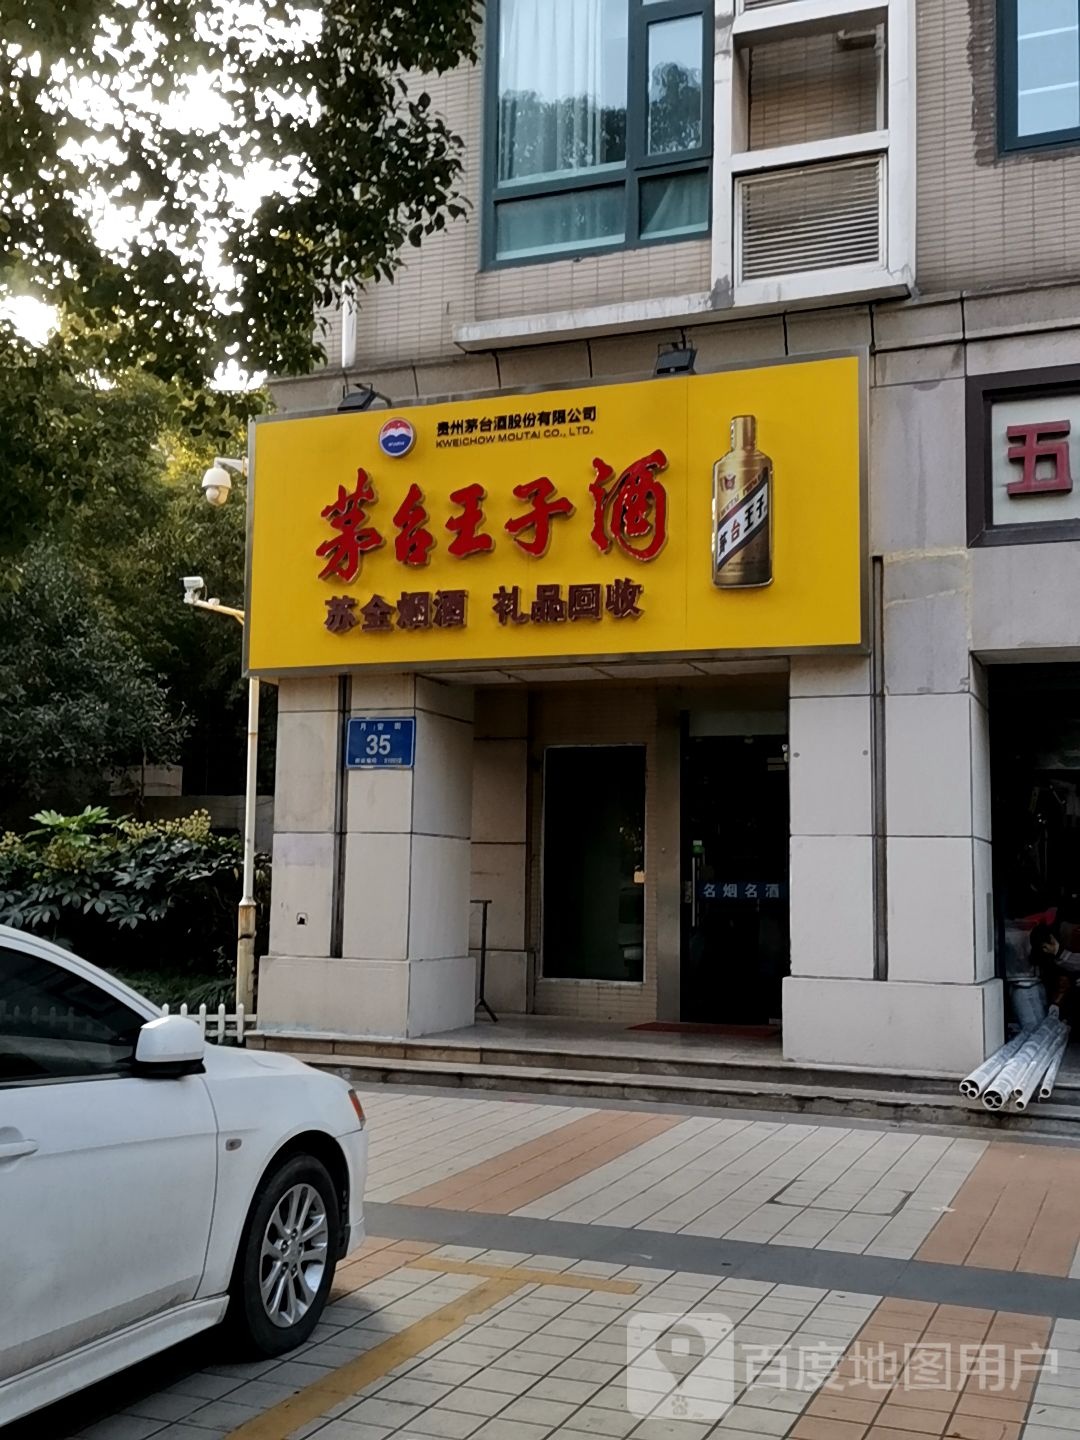 贵州茅台酒股份有限公司
KWEICHOW MOUTAI CO., LTD.
茅台王子酒
茅台王子
苏全烟酒 礼品回收
五
35
名烟名酒
百度地图用户